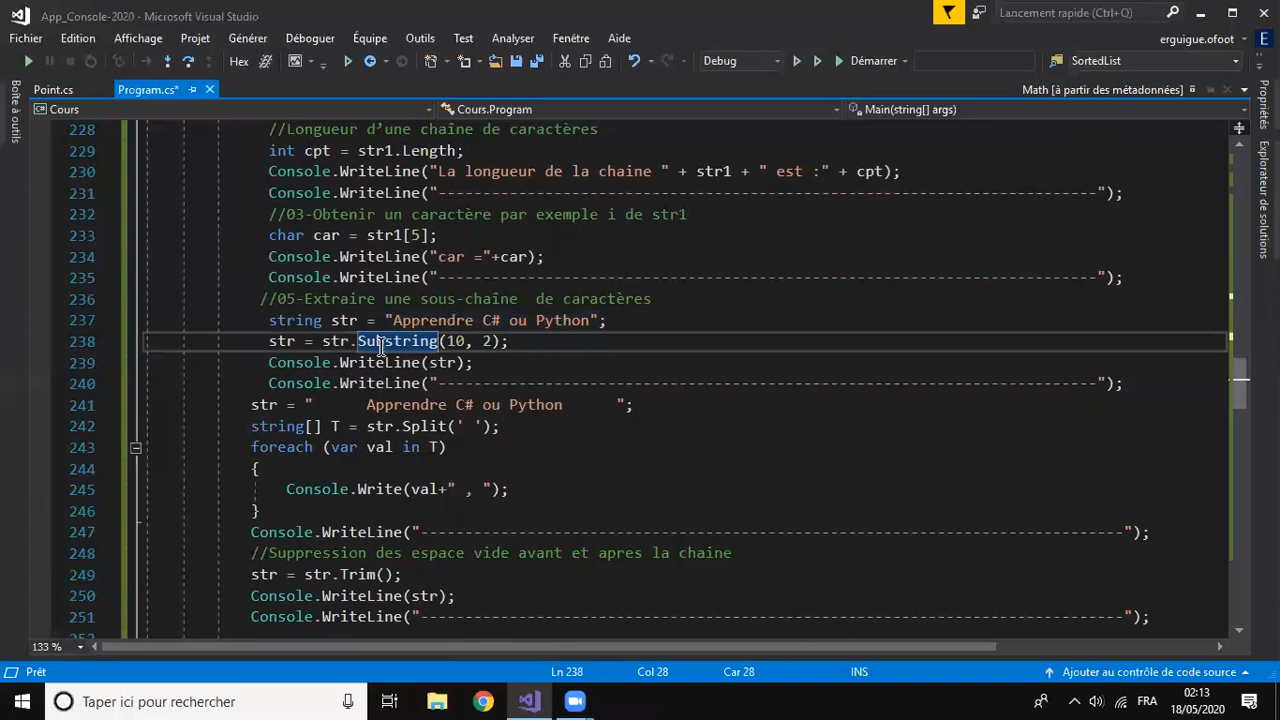 App_Console-2020 - Microsoft Visual Studio
Lancement rapide (Ctrl+Q)
Fichier Edition Affichage Projet Générer Déboguer Équipe Outils Test Analyser Fenêtre Aide
erguigue.ofoot E
Hex Debug Démarrer SortedList
Point.cs Program.cs* Math [à partir des métadonnées]
Cours Cours.Program Main(string[] args)
Boîte à outils
Propriétés
Explorateur de solutions
228 //Longueur d’une chaîne de caractères
229 int cpt = str1.Length;
230 Console.WriteLine("La longueur de la chaine " + str1 + " est :" + cpt);
231 Console.WriteLine("--------------------------------------------------------------------------");
232 //03-Obtenir un caractère par exemple i de str1
233 char car = str1[5];
234 Console.WriteLine("car ="+car);
235 Console.WriteLine("--------------------------------------------------------------------------");
236 //05-Extraire une sous-chaîne  de caractères
237 string str = "Apprendre C# ou Python";
238 str = str.Substring(10, 2);
239 Console.WriteLine(str);
240 Console.WriteLine("--------------------------------------------------------------------------");
241 str = "      Apprendre C# ou Python      ";
242 string[] T = str.Split(' ');
243 foreach (var val in T)
244 {
245 Console.Write(val+" , ");
246 }
247 Console.WriteLine("-------------------------------------------------------------------------------");
248 //Suppression des espace vide avant et apres la chaine
249 str = str.Trim();
250 Console.WriteLine(str);
251 Console.WriteLine("-------------------------------------------------------------------------------");
133 %
Prêt Ln 238 Col 28 Car 28 INS Ajouter au contrôle de code source
Taper ici pour rechercher
FRA 02:13
18/05/2020